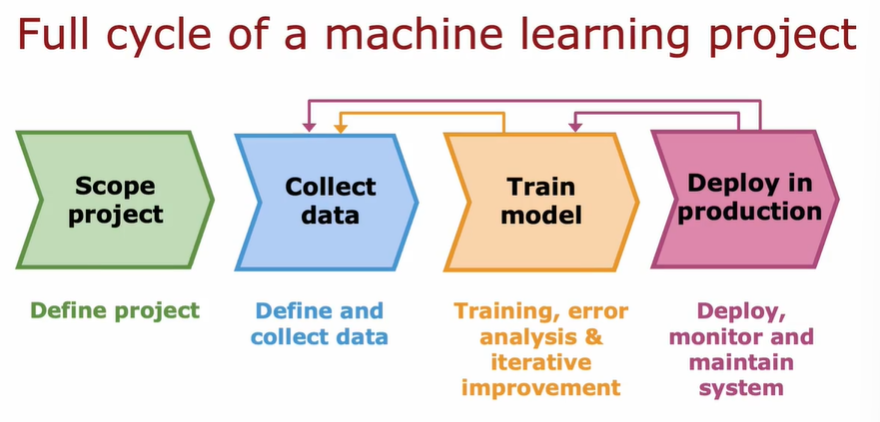 Full cycle of a machine learning project
Scope
project
Collect
data
Train
model
Deploy in
production
Define project
Define and
collect data
Training, error
analysis &
iterative
improvement
Deploy,
monitor and
maintain
system